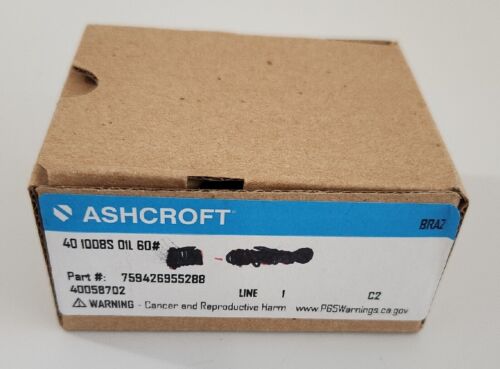 ASHCROFT
BRAZ
40 1008S 01L 60#
Part #: 759426955288
40058702
LINE 1 C2
WARNING - Cancer and Reproductive Harm www.P65Warnings.ca.gov